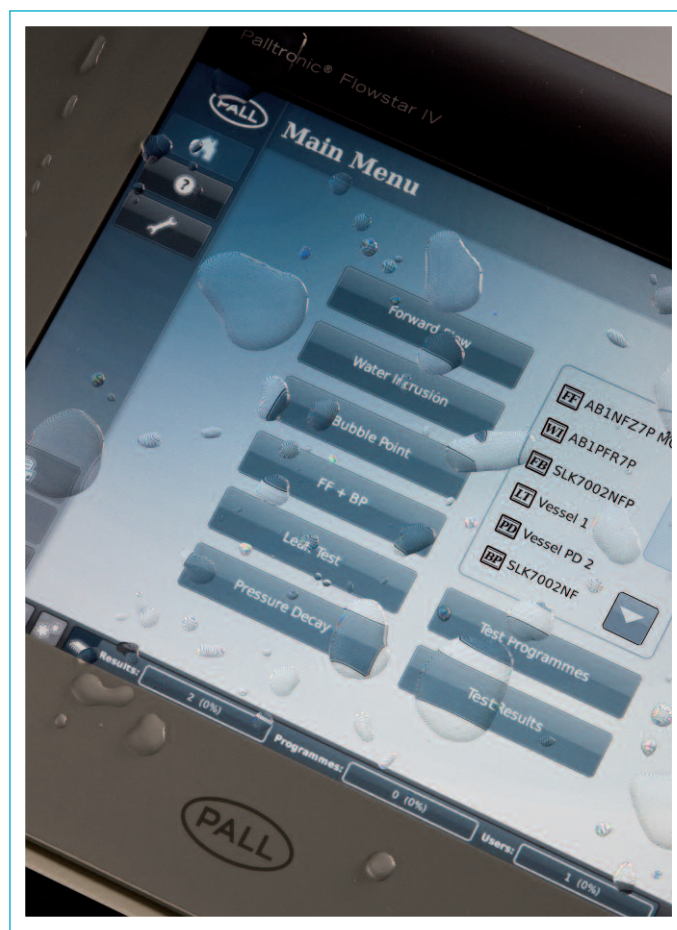 Palltronic® Flowstar IV
PALL
Main Menu
?
Forward Flow
Water Intrusion
Bubble Point
FF + BP
Leak Test
Pressure Decay
FF AB1NFZ7P
WI AB1PFR7P
FB SLK7002NFP
LT Vessel 1
PD Vessel PD 2
BP SLK7002NF
Test Programmes
Test Results
Results: 2 (0%) Programmes: 0 (0%) Users: 1 (0%)
PALL